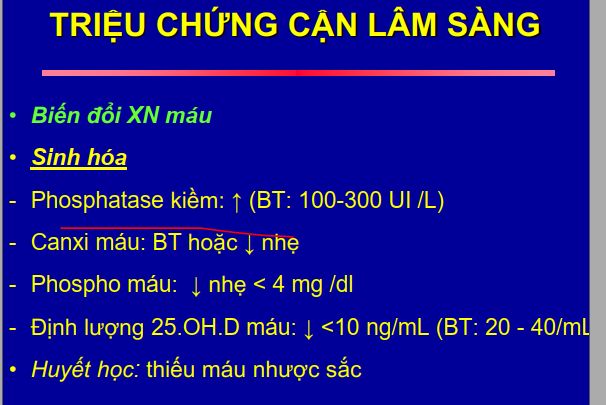 TRIỆU CHỨNG CẬN LÂM SÀNG
• Biến đổi XN máu
• Sinh hóa
- Phosphatase kiềm: ↑ (BT: 100-300 UI /L)
- Canxi máu: BT hoặc ↓ nhẹ
- Phospho máu: ↓ nhẹ < 4 mg /dl
- Định lượng 25.OH.D máu: ↓ <10 ng/mL (BT: 20 - 40/mL
• Huyết học: thiếu máu nhược sắc